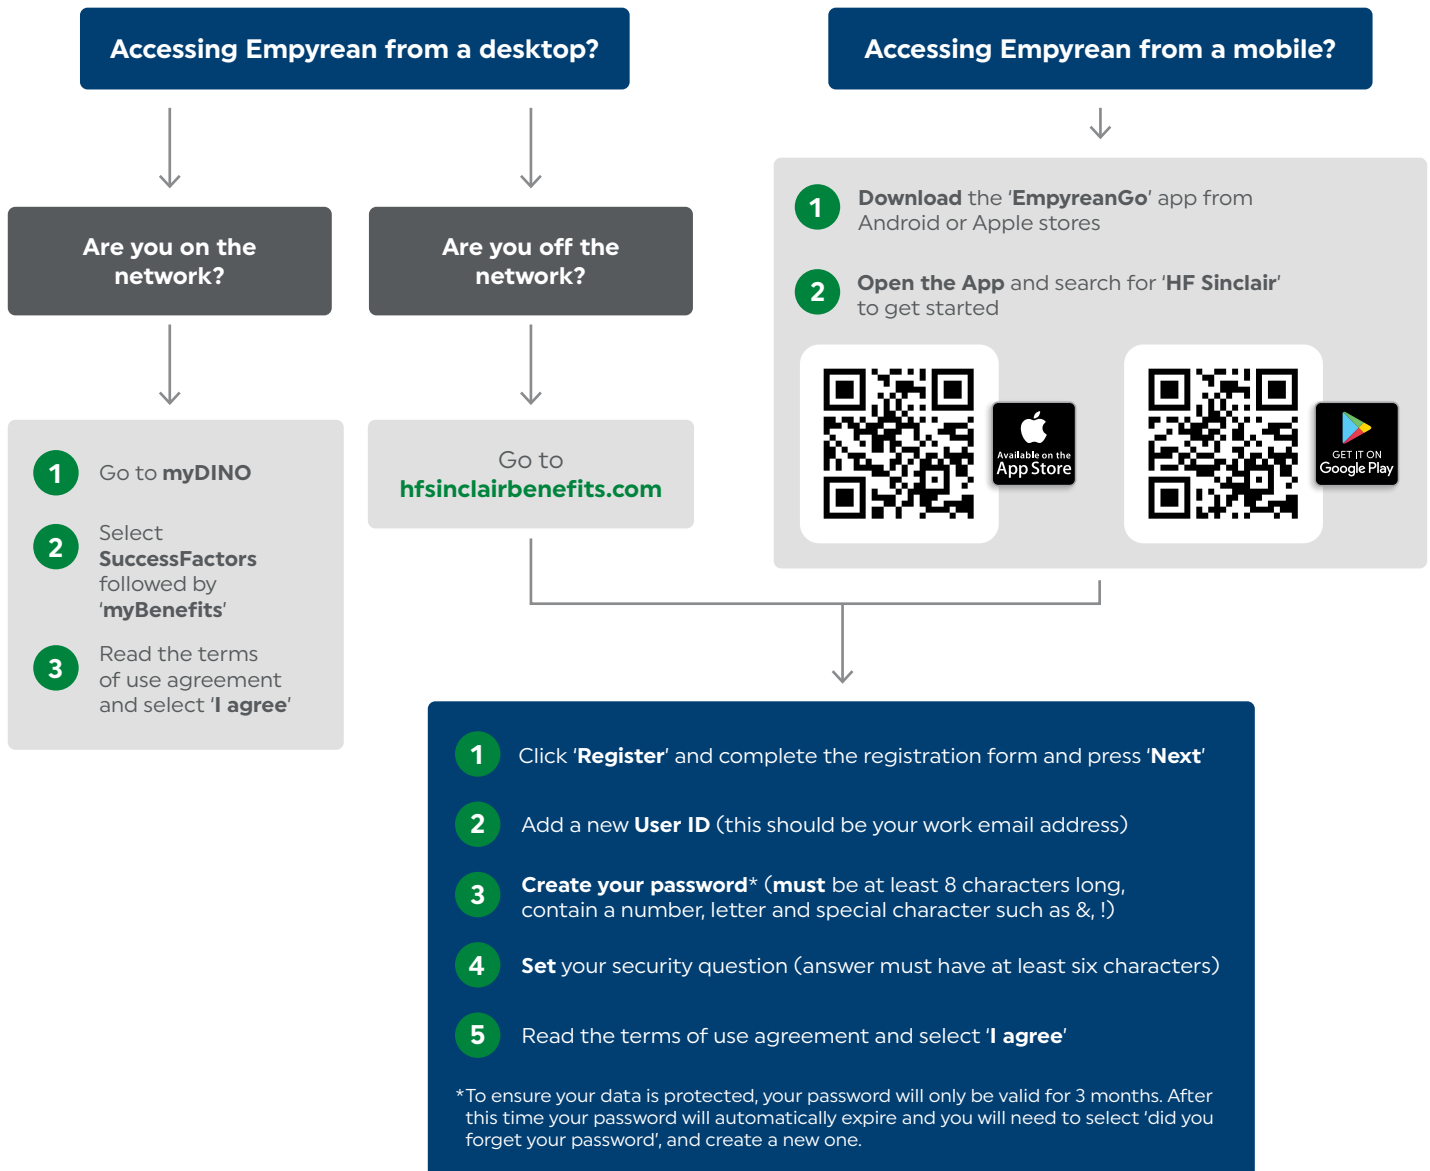 Accessing Empyrean from a desktop?
Are you on the
network?
1
Go to myDINO
2
Select
SuccessFactors
followed by
‘myBenefits’
3
Read the terms
of use agreement
and select ‘I agree’
Are you off the
network?
Go to
hfsinclairbenefits.com
Accessing Empyrean from a mobile?
1
Download the ‘EmpyreanGo’ app from
Android or Apple stores
2
Open the App and search for ‘HF Sinclair’
to get started
Available on the
App Store
GET IT ON
Google Play
1
Click ‘Register’ and complete the registration form and press ‘Next’
2
Add a new User ID (this should be your work email address)
3
Create your password* (must be at least 8 characters long,
contain a number, letter and special character such as &, !)
4
Set your security question (answer must have at least six characters)
5
Read the terms of use agreement and select ‘I agree’
*To ensure your data is protected, your password will only be valid for 3 months. After
this time your password will automatically expire and you will need to select ‘did you
forget your password’, and create a new one.